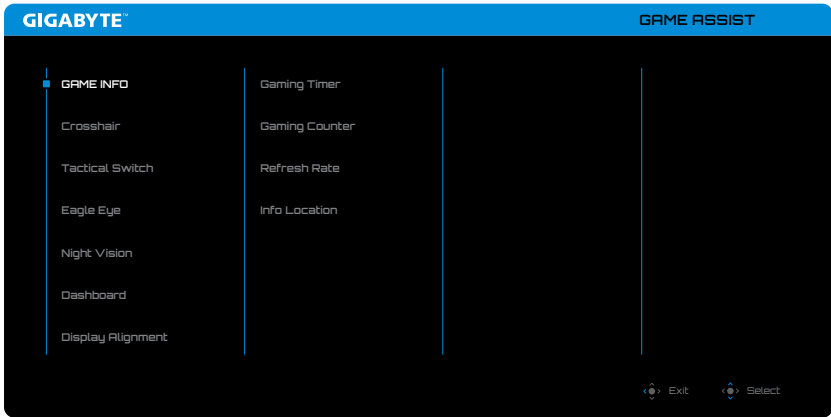 GIGABYTE™
GAME ASSIST
GAME INFO
Crosshair
Tactical Switch
Eagle Eye
Night Vision
Dashboard
Display Alignment
Gaming Timer
Gaming Counter
Refresh Rate
Info Location
Exit
Select